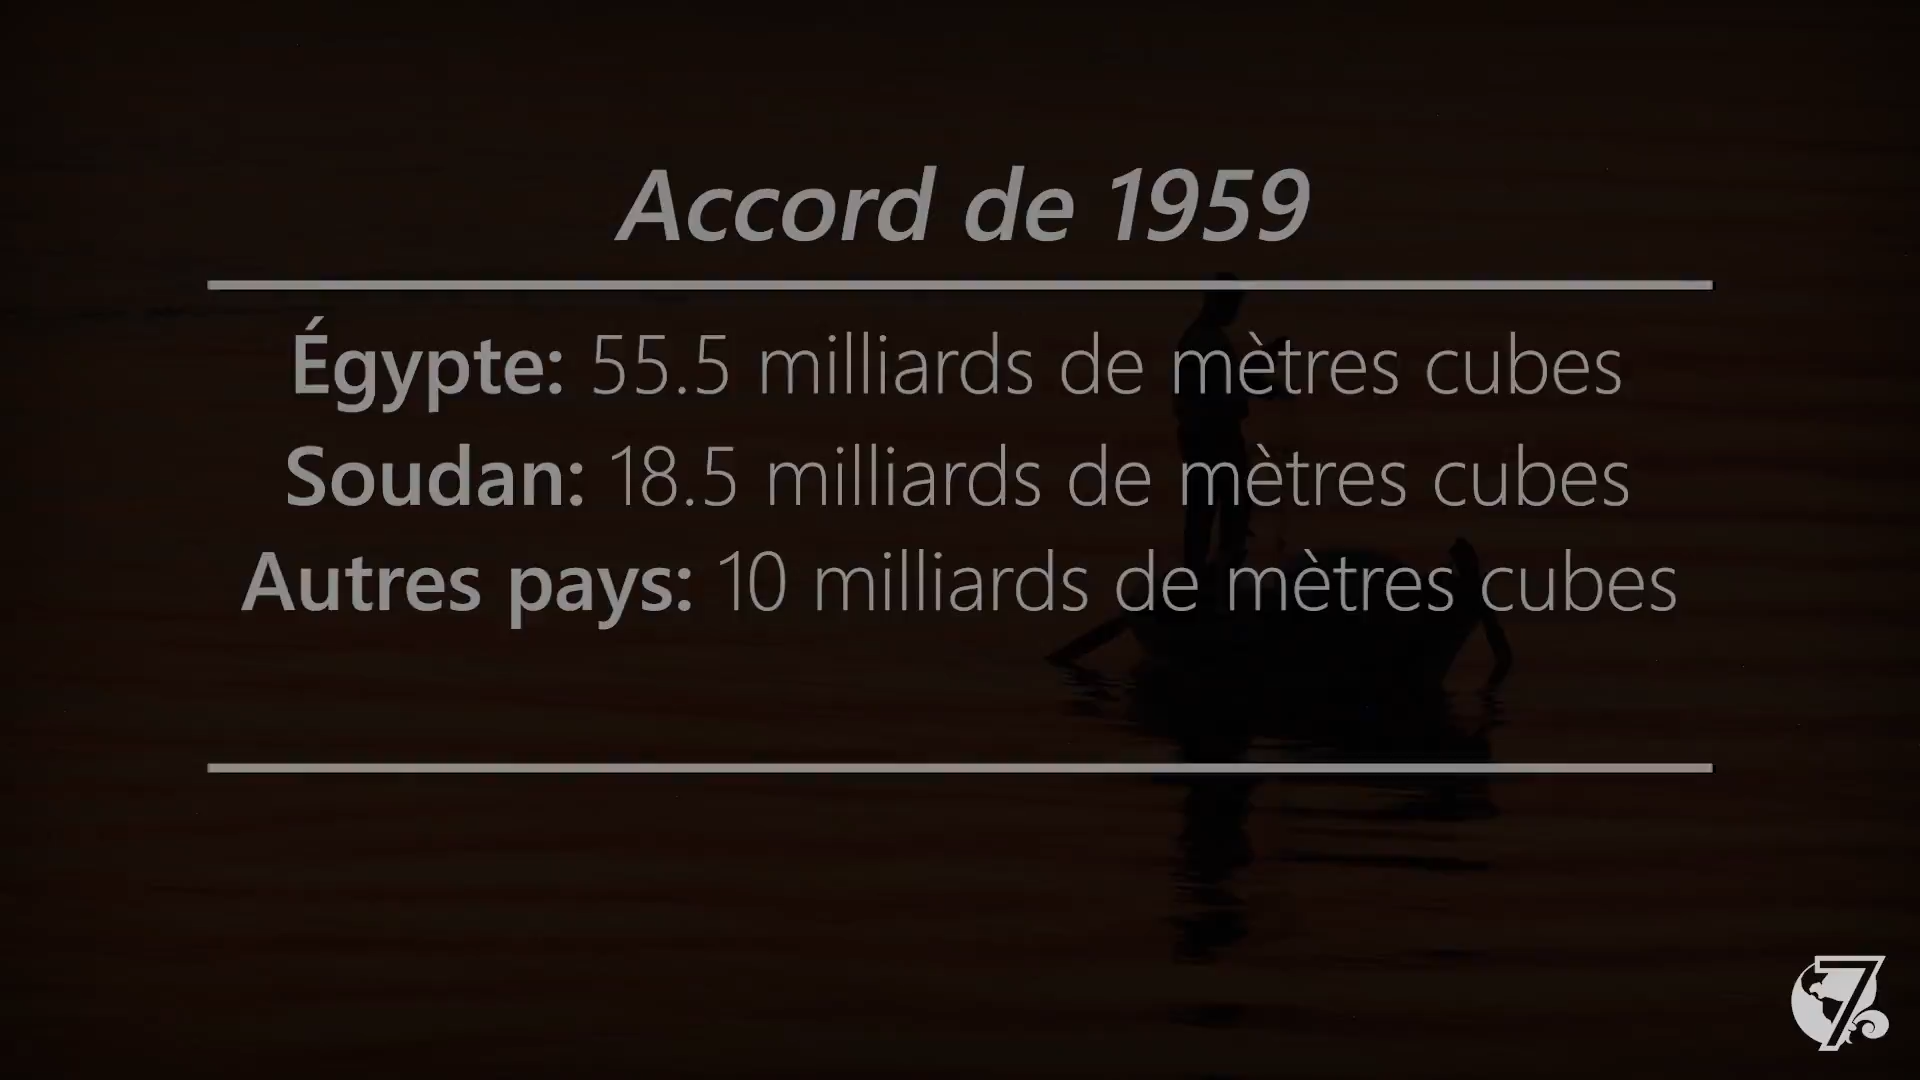 Accord de 1959
Égypte: 55.5 milliards de mètres cubes
Soudan: 18.5 milliards de mètres cubes
Autres pays: 10 milliards de mètres cubes
7